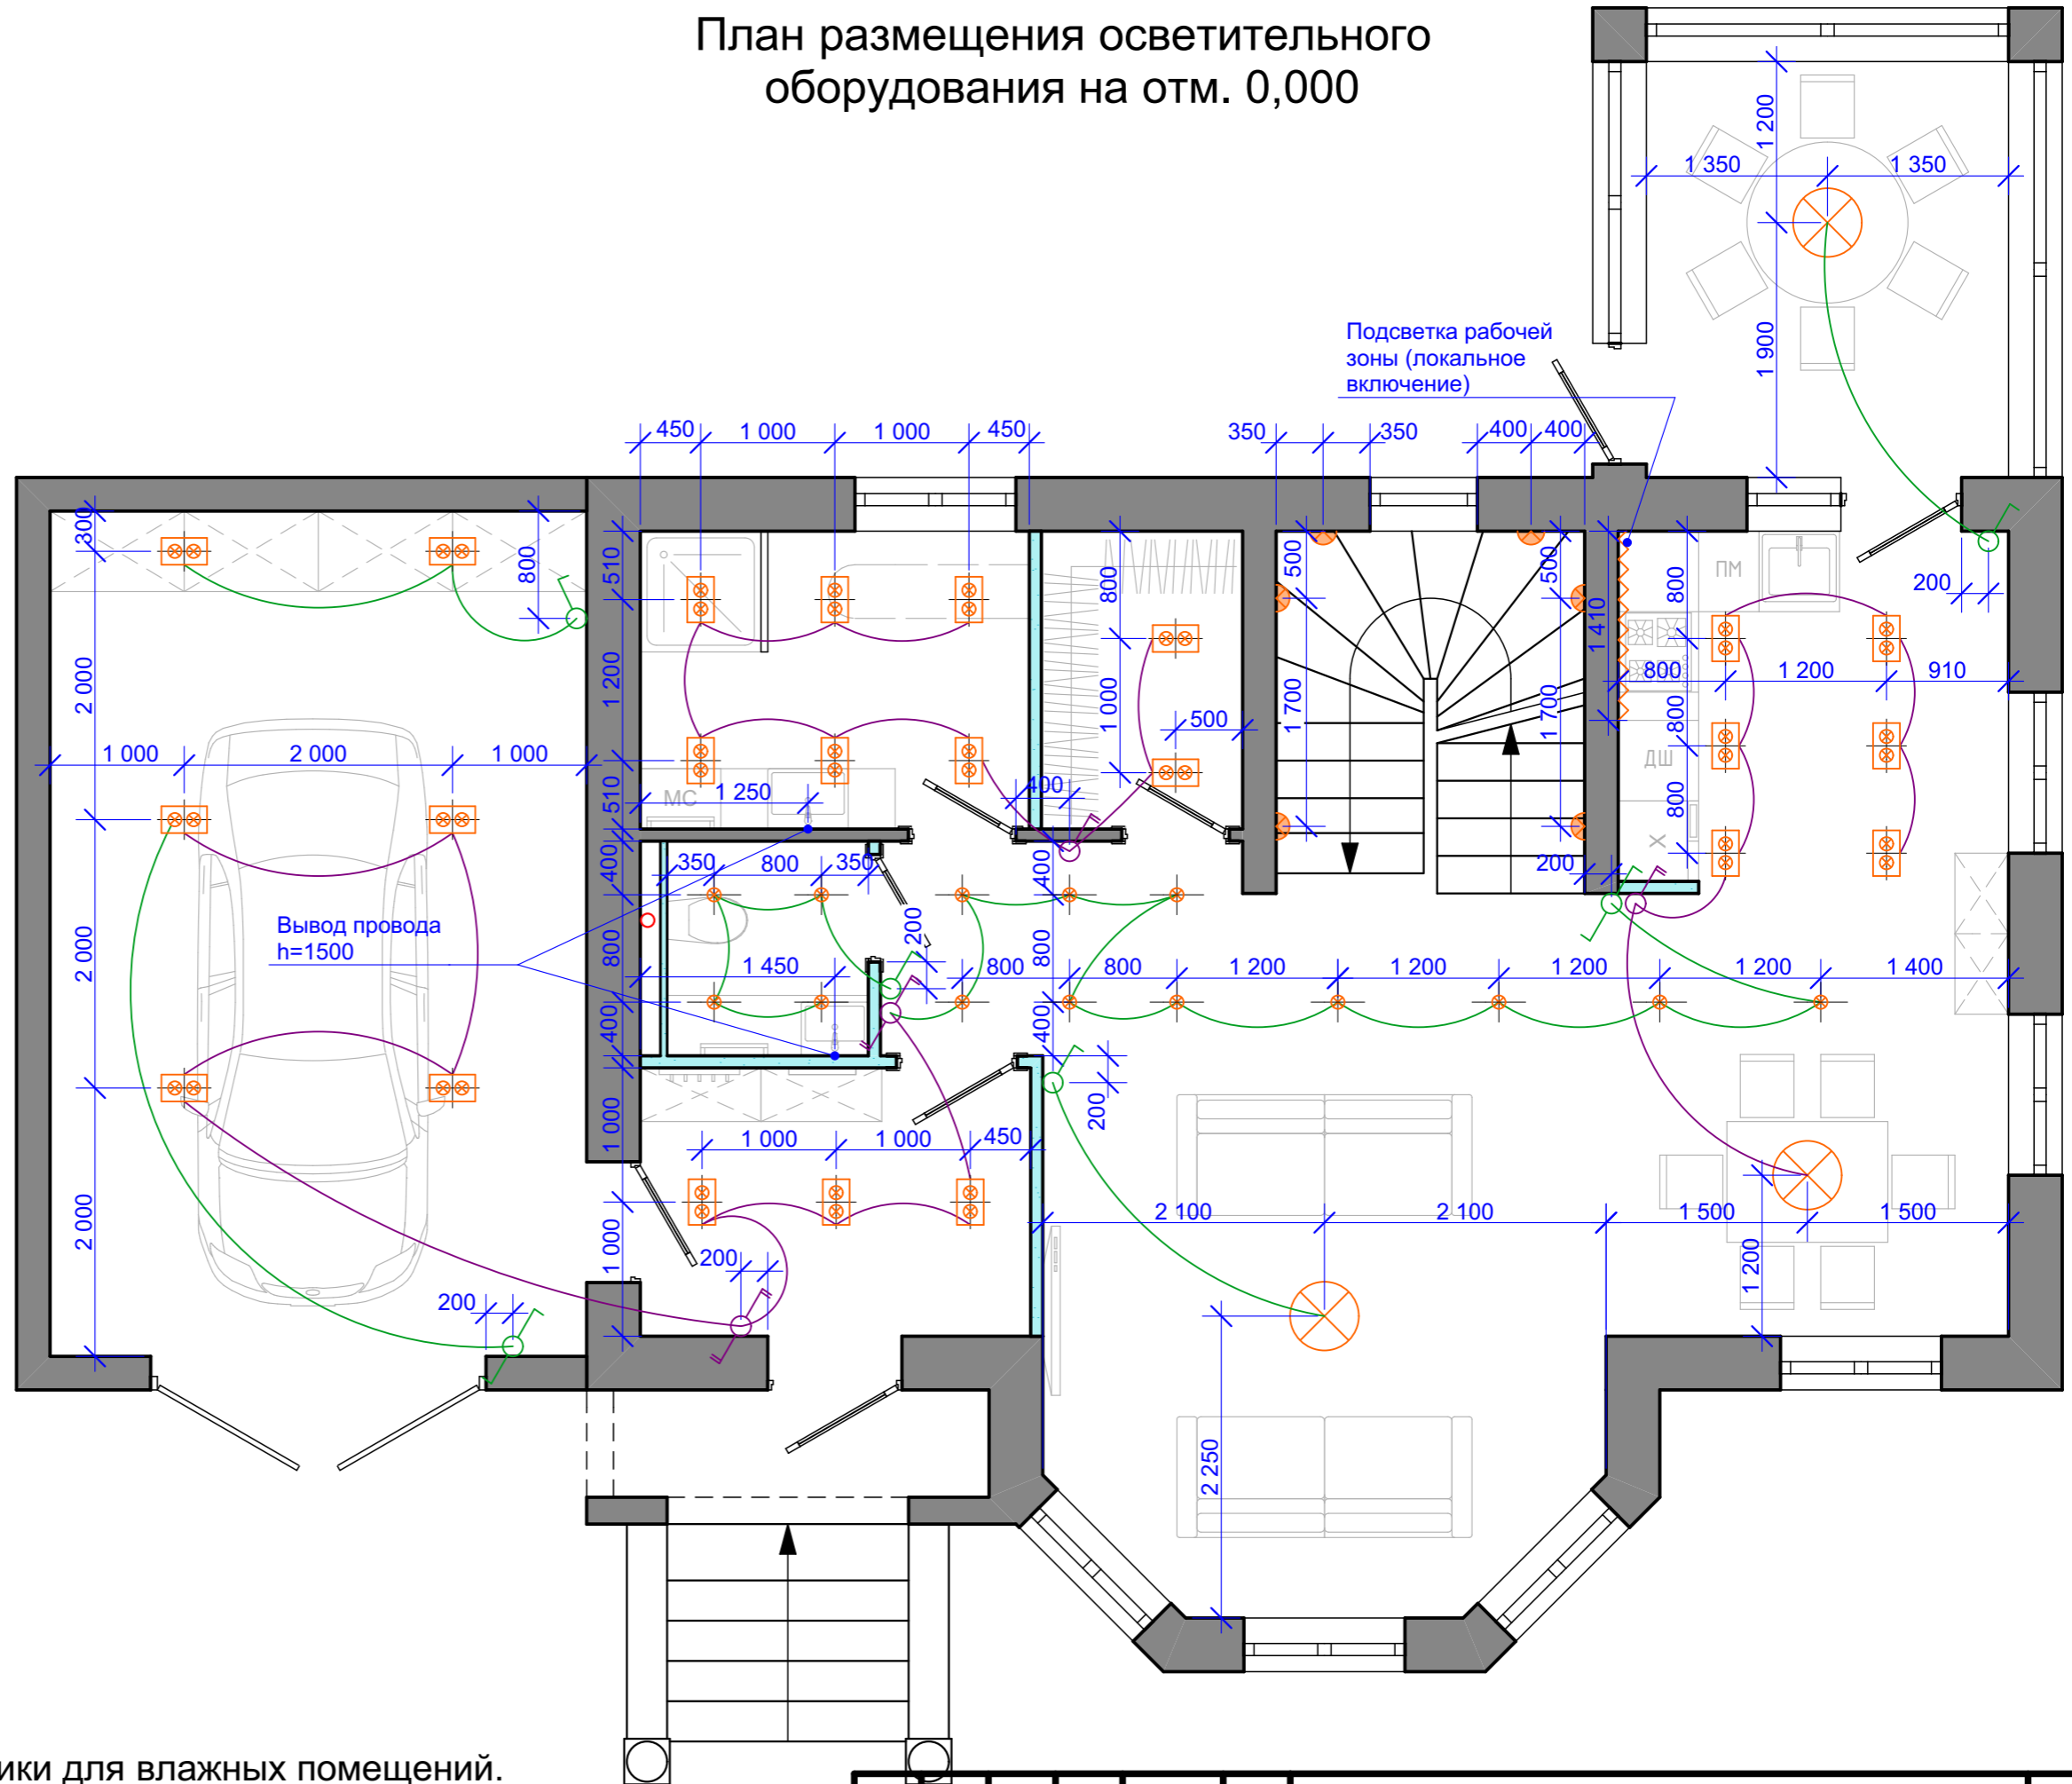 План размещения осветительного
оборудования на отм. 0,000
1 200
1 350 1 350
1 900
Подсветка рабочей
зоны (локальное
включение)
450 1 000 1 000 450
350 350 400 400
300
800
510
800
500
500
1 410
ПМ
800
200
2 000
1 200
1 000
500
1 700
1 700
800 1 200 910
800
ДШ
1 000 2 000 1 000
МС
1 250
400
510
800
Х
400
350 800 350
400
200
Вывод провода
h=1500
2 000
800
1 450
200
800
800 800 1 200 1 200 1 200 1 200 1 400
400
400
200
1 000
1 000 1 000 450
2 000
1 000
200
2 100 2 100 1 500 1 500
1 200
200
2 250
ики для влажных помещений.